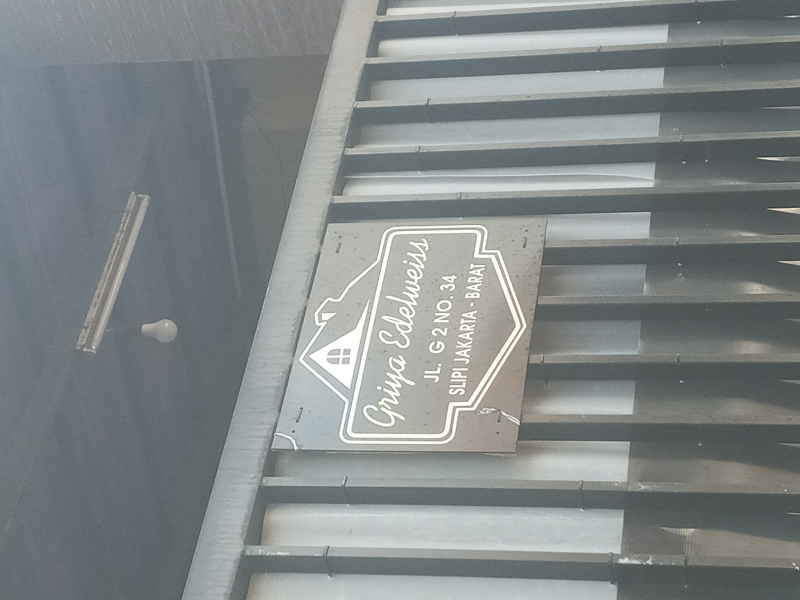 Griya Edelweiss
JL. G 2 NO. 34
SLIPI JAKARTA - BARAT